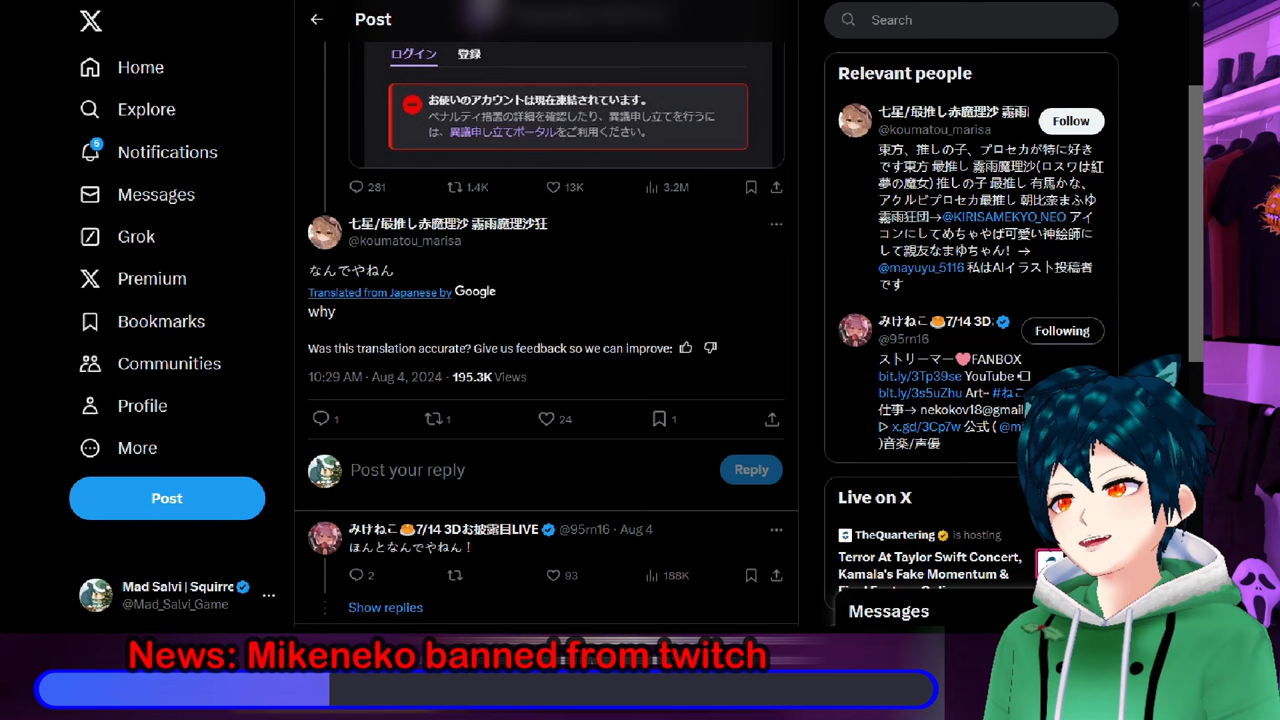 Post
Search
Home
Explore
5
Notifications
Messages
Grok
Premium
Bookmarks
Communities
Profile
More
Post
Mad Salvi | Squirre
@Mad_Salvi_Game
ログイン 登録
お使いのアカウントは現在凍結されています。
ペナルティ措置の詳細を確認したり、異議申し立てを行うに
は、異議申し立てポータルをご利用ください。
281 1.4K 13K 3.2M
七星/最推し赤魔理沙 霧雨魔理沙狂
@koumatou_marisa
なんでやねん
Translated from Japanese by Google
why
Was this translation accurate? Give us feedback so we can improve:
10:29 AM · Aug 4, 2024 · 195.3K Views
1 1 24 1
Post your reply
Reply
みけねこ🥞7/14 3Dお披露目LIVE @95rn16 · Aug 4
ほんとなんでやねん！
2 93 188K
Show replies
Relevant people
七星/最推し赤魔理沙 霧雨
@koumatou_marisa
Follow
東方、推しの子、プロセカが特に好き
です東方 最推し 霧雨魔理沙(ロスワは紅
夢の魔女) 推しの子 最推し 有馬かな、
アクルビプロセカ最推し 朝比奈まふゆ
霧雨狂団→@KIRISAMEKYO_NEO アイ
コンにしてめちゃやば可愛い神絵師に
して親友なまゆちゃん！ →
@mayuyu_5116 私はAIイラスト投稿者
です
みけねこ🥞7/14 3D
@95rn16
Following
ストリーマー🩷FANBOX
bit.ly/3Tp39se YouTube
bit.ly/3s5uZhu Art~ #ねこ
仕事→ nekokov18@gmail
▷ x.gd/3Cp7w 公式 ( @mi
)音楽/声優
Live on X
TheQuartering is hosting
Terror At Taylor Swift Concert,
Kamala's Fake Momentum &
Messages
News: Mikeneko banned from twitch